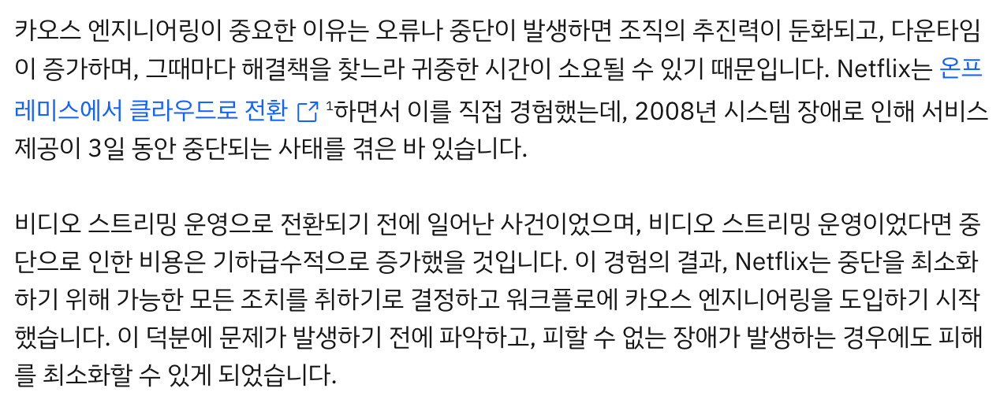 카오스 엔지니어링이 중요한 이유는 오류나 중단이 발생하면 조직의 추진력이 둔화되고, 다운타임
이 증가하며, 그때마다 해결책을 찾느라 귀중한 시간이 소요될 수 있기 때문입니다. Netflix는 온프
레미스에서 클라우드로 전환 ¹하면서 이를 직접 경험했는데, 2008년 시스템 장애로 인해 서비스
제공이 3일 동안 중단되는 사태를 겪은 바 있습니다.
비디오 스트리밍 운영으로 전환되기 전에 일어난 사건이었으며, 비디오 스트리밍 운영이었다면 중
단으로 인한 비용은 기하급수적으로 증가했을 것입니다. 이 경험의 결과, Netflix는 중단을 최소화
하기 위해 가능한 모든 조치를 취하기로 결정하고 워크플로에 카오스 엔지니어링을 도입하기 시작
했습니다. 이 덕분에 문제가 발생하기 전에 파악하고, 피할 수 없는 장애가 발생하는 경우에도 피해
를 최소화할 수 있게 되었습니다.